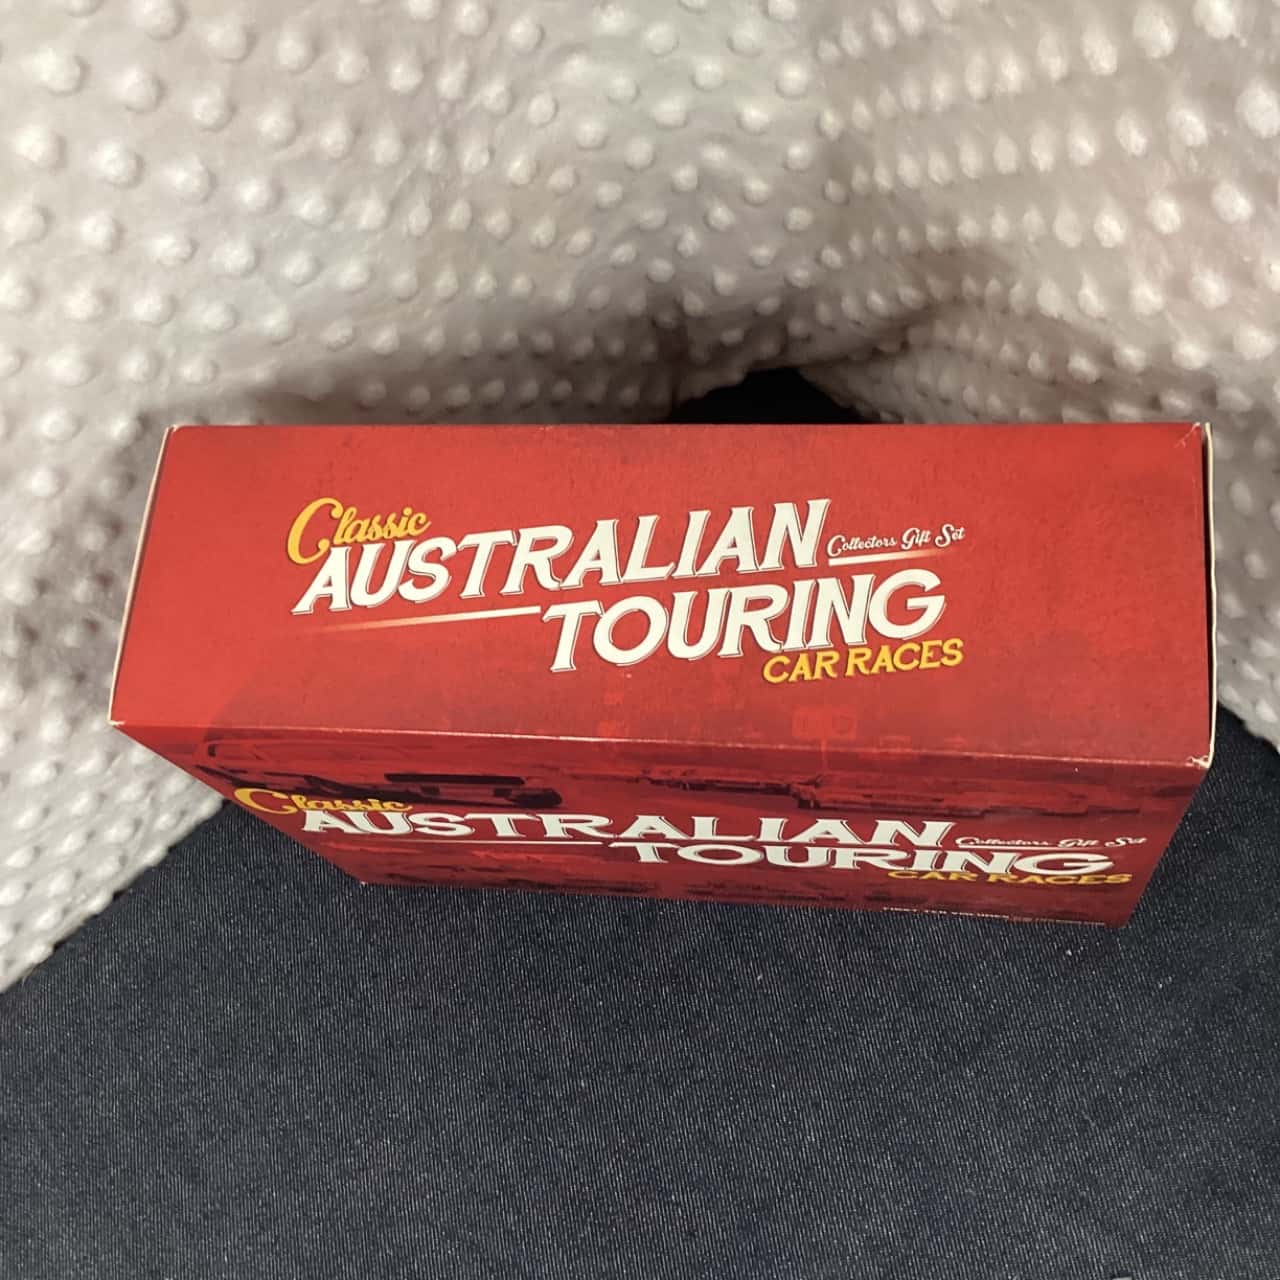 Classic
AUSTRALIAN
Collectors Gift Set
TOURING
CAR RACES
Classic
AUSTRALIAN
Collectors Gift Set
TOURING
CAR RACES